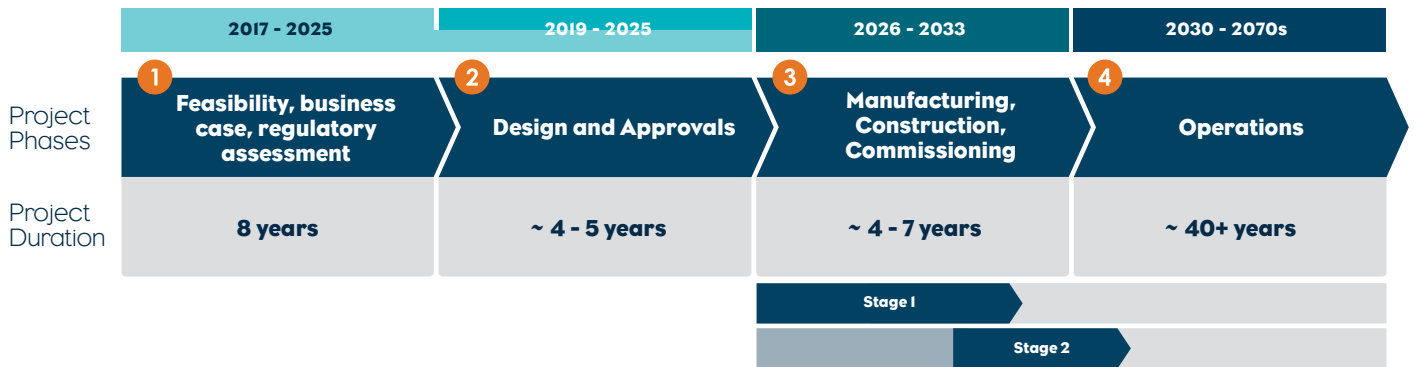 2017 - 2025
2019 - 2025
2026 - 2033
2030 - 2070s
Project
Phases
1
Feasibility, business
case, regulatory
assessment
2
Design and Approvals
3
Manufacturing,
Construction,
Commissioning
4
Operations
Project
Duration
8 years
~ 4 - 5 years
~ 4 - 7 years
~ 40+ years
Stage 1
Stage 2